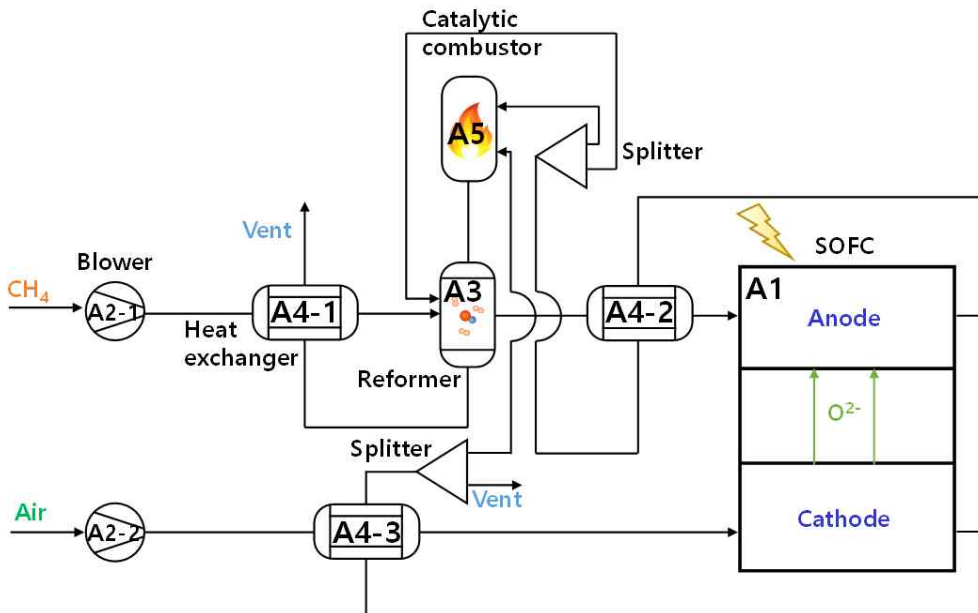 Catalytic
combustor
A5
Splitter
Vent
SOFC
Blower
CH₄
A2-1
A4-1
A3
A4-2
A1
Anode
Heat
exchanger
Reformer
O²⁻
Splitter
Vent
Air
A2-2
A4-3
Cathode